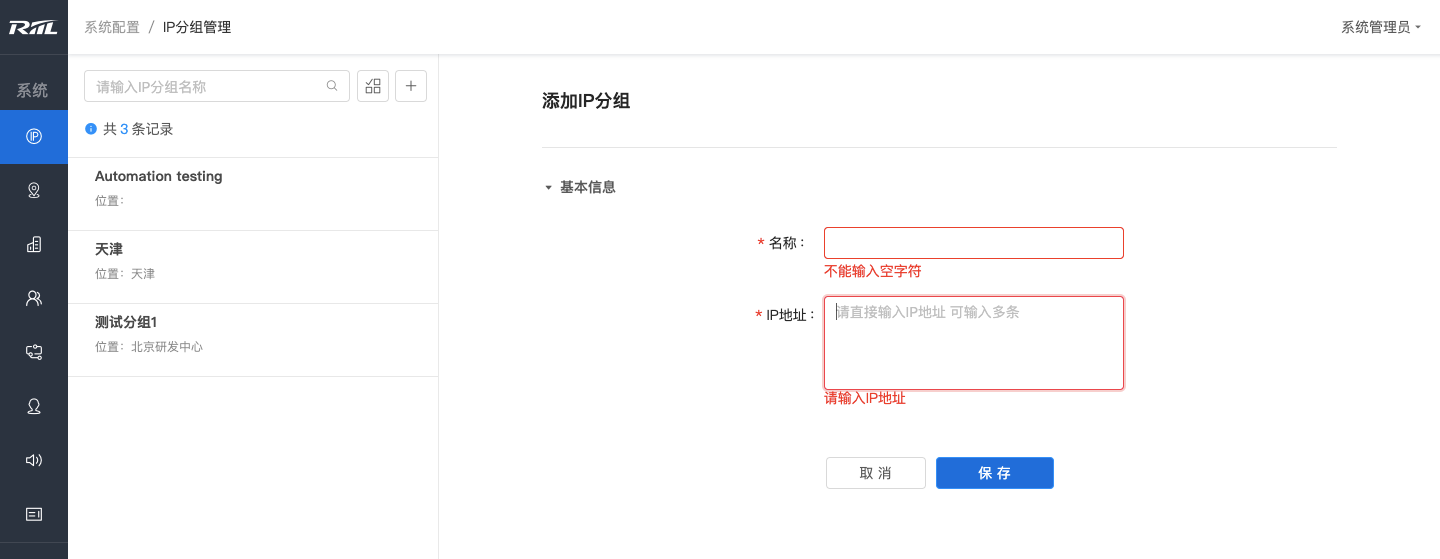 RIIL
系统配置 / IP分组管理
系统管理员
系统
请输入IP分组名称
共 3 条记录
Automation testing
位置：
天津
位置：天津
测试分组1
位置：北京研发中心
添加IP分组
基本信息
* 名称：
不能输入空字符
* IP地址：
请直接输入IP地址 可输入多条
请输入IP地址
取 消
保 存